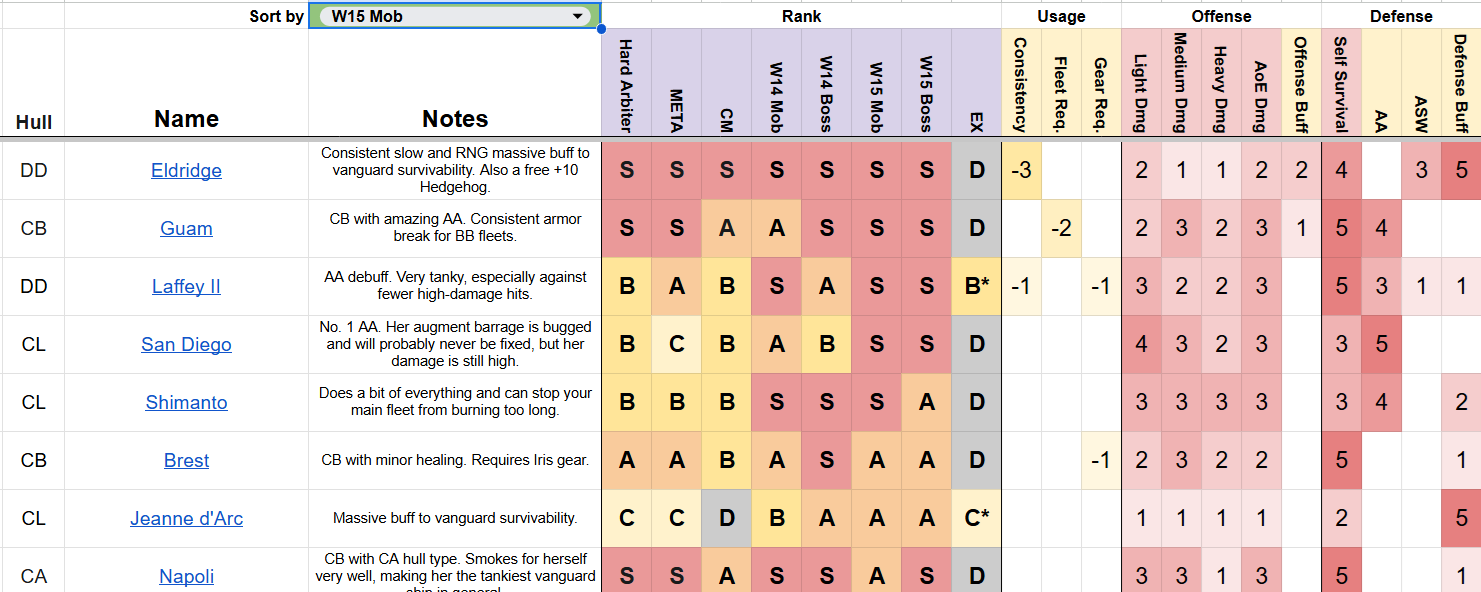 Sort by W15 Mob Rank Usage Offense Defense
Hull Name Notes Hard Arbiter META CM W14 Mob W14 Boss W15 Mob W15 Boss EX Consistency Fleet Req. Gear Req. Light Dmg Medium Dmg Heavy Dmg AoE Dmg Offense Buff Self Survival AA ASW Defense Buff
Consistent slow and RNG massive buff to
DD Eldridge vanguard survivability. Also a free +10 S S S S S S S D -3 2 1 1 2 2 4 3 5
Hedgehog.
CB with amazing AA. Consistent armor
CB Guam break for BB fleets. S S A A S S S D -2 2 3 2 3 1 5 4
AA debuff. Very tanky, especially against
DD Laffey II fewer high-damage hits. B A B S A S S B* -1 -1 3 2 2 3 5 3 1 1
No. 1 AA. Her augment barrage is bugged
CL San Diego and will probably never be fixed, but her B C B A B S S D 4 3 2 3 3 5
damage is still high.
Does a bit of everything and can stop your
CL Shimanto main fleet from burning too long. B B B S S S A D 3 3 3 3 3 4 2
CB Brest CB with minor healing. Requires Iris gear. A A B A S A A D -1 2 3 2 2 5 1
CL Jeanne d'Arc Massive buff to vanguard survivability. C C D B A A A C* 1 1 1 1 2 5
CB with CA hull type. Smokes for herself
CA Napoli very well, making her the tankiest vanguard S S A S S A S D 3 3 1 3 5 1